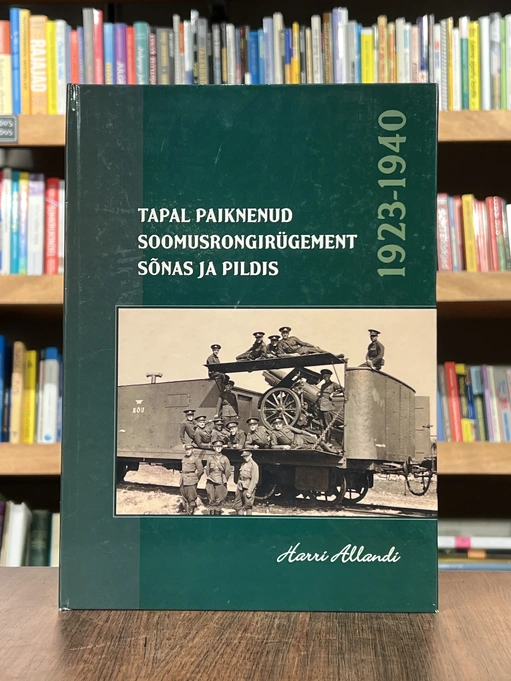 TAPAL PAIKNENUD
SOOMUSRONGIRÜGEMENT
SÕNAS JA PILDIS
1923-1940
Harri Allandi